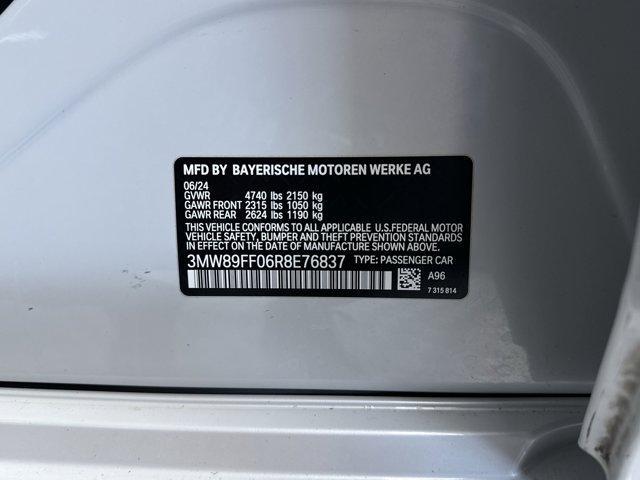 MFD BY BAYERISCHE MOTOREN WERKE AG
06/24
GVWR 4740 lbs 2150 kg
GAWR FRONT 2315 lbs 1050 kg
GAWR REAR 2624 lbs 1190 kg
THIS VEHICLE CONFORMS TO ALL APPLICABLE U.S.FEDERAL MOTOR
VEHICLE SAFETY, BUMPER, AND THEFT PREVENTION STANDARDS
IN EFFECT ON THE DATE OF MANUFACTURE SHOWN ABOVE.
3MW89FF06R8E76837 TYPE: PASSENGER CAR
A96
7 315 814